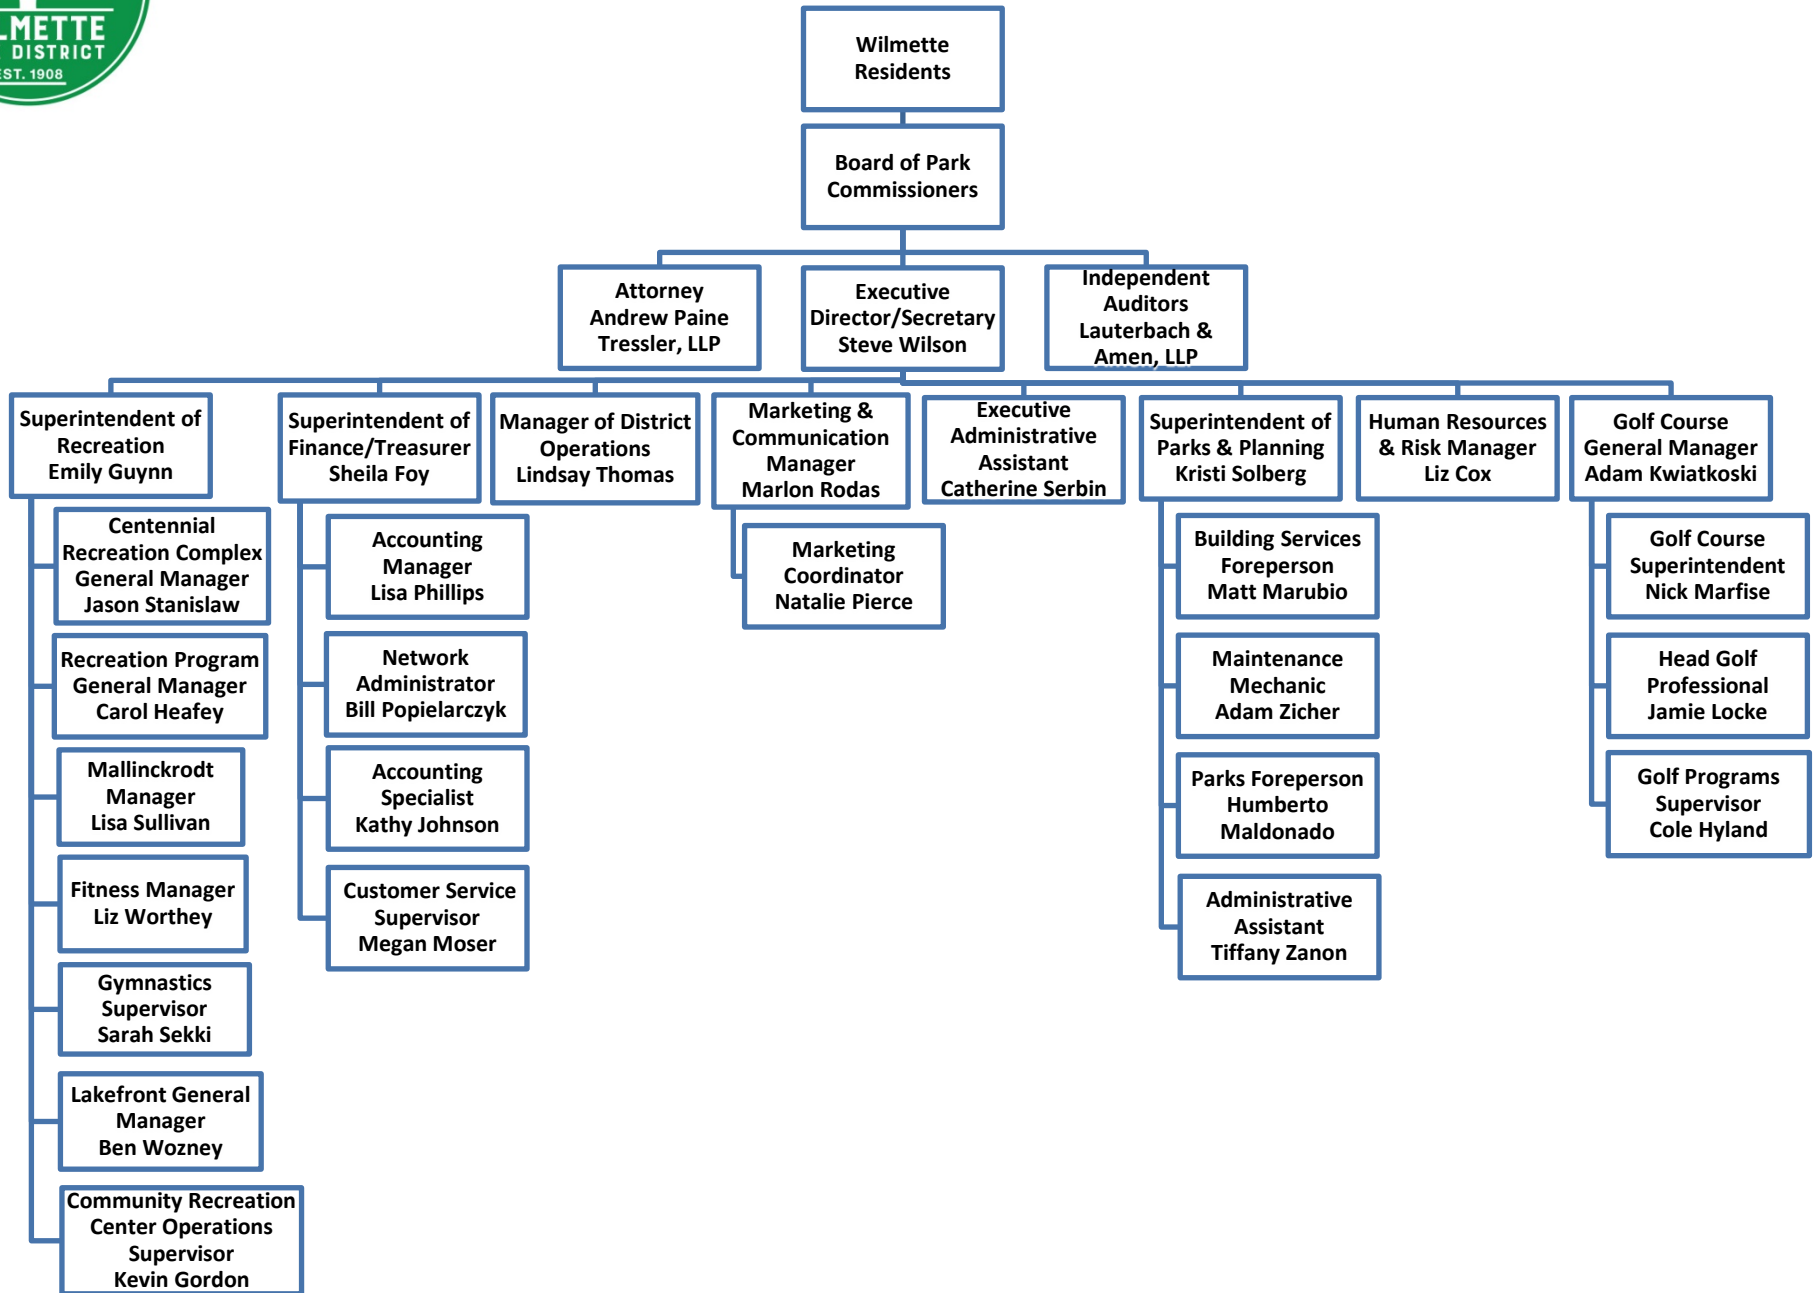 DISTRICT
EST. 1908
Wilmette
Residents
Board of Park
Commissioners
Attorney
Andrew Paine
Tressler, LLP
Executive
Director/Secretary
Steve Wilson
Independent
Auditors
Lauterbach &
Amen, LLP
Superintendent of
Recreation
Emily Guynn
Superintendent of
Finance/Treasurer
Sheila Foy
Manager of District
Operations
Lindsay Thomas
Marketing &
Communication
Manager
Marlon Rodas
Executive
Administrative
Assistant
Catherine Serbin
Superintendent of
Parks & Planning
Kristi Solberg
Human Resources
& Risk Manager
Liz Cox
Golf Course
General Manager
Adam Kwiatkoski
Centennial
Recreation Complex
General Manager
Jason Stanislaw
Recreation Program
General Manager
Carol Heafey
Mallinckrodt
Manager
Lisa Sullivan
Fitness Manager
Liz Worthey
Gymnastics
Supervisor
Sarah Sekki
Lakefront General
Manager
Ben Wozney
Community Recreation
Center Operations
Supervisor
Kevin Gordon
Accounting
Manager
Lisa Phillips
Network
Administrator
Bill Popielarczyk
Accounting
Specialist
Kathy Johnson
Customer Service
Supervisor
Megan Moser
Marketing
Coordinator
Natalie Pierce
Building Services
Foreperson
Matt Marubio
Maintenance
Mechanic
Adam Zicher
Parks Foreperson
Humberto
Maldonado
Administrative
Assistant
Tiffany Zanon
Golf Course
Superintendent
Nick Marfise
Head Golf
Professional
Jamie Locke
Golf Programs
Supervisor
Cole Hyland